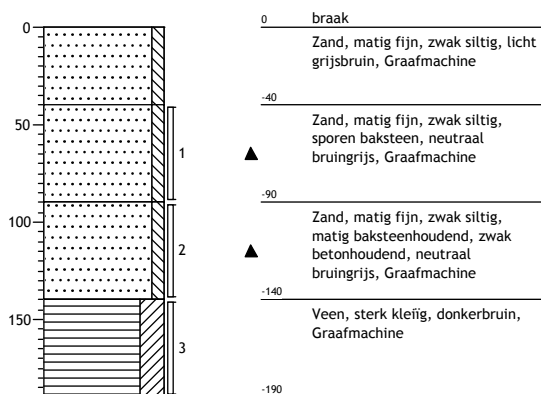 0 braak
Zand, matig fijn, zwak siltig, licht
grijsbruin, Graafmachine
-40
Zand, matig fijn, zwak siltig,
sporen baksteen, neutraal
bruingrijs, Graafmachine
-90
Zand, matig fijn, zwak siltig,
matig baksteenhoudend, zwak
betonhoudend, neutraal
bruingrijs, Graafmachine
-140
Veen, sterk kleiïg, donkerbruin,
Graafmachine
-190
0
50
100
150
1
2
3